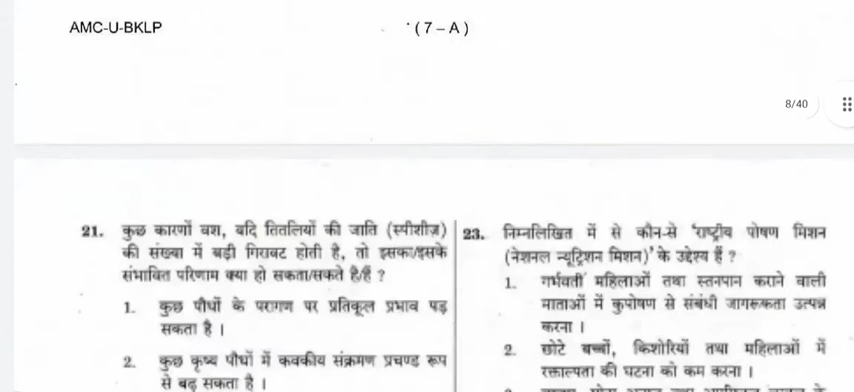 AMC-U-BKLP
( 7 – A )
8/40
21. कुछ कारणों वश, यदि तितलियों की जाति (स्पीशीज़)
की संख्या में बड़ी गिरावट होती है, तो इसका/इसके
संभावित परिणाम क्या हो सकता/सकते है/हैं ?
1. कुछ पौधों के परागण पर प्रतिकूल प्रभाव पड़
सकता है ।
2. कुछ कृष्य पौधों में कवकीय संक्रमण प्रचण्ड रूप
से बढ़ सकता है ।
23. निम्नलिखित में से कौन-से 'राष्ट्रीय पोषण मिशन
(नेशनल न्यूट्रिशन मिशन)' के उद्देश्य हैं ?
1. गर्भवती महिलाओं तथा स्तनपान कराने वाली
माताओं में कुपोषण से संबंधी जागरूकता उत्पन्न
करना ।
2. छोटे बच्चों, किशोरियों तथा महिलाओं में
रक्ताल्पता की घटना को कम करना ।